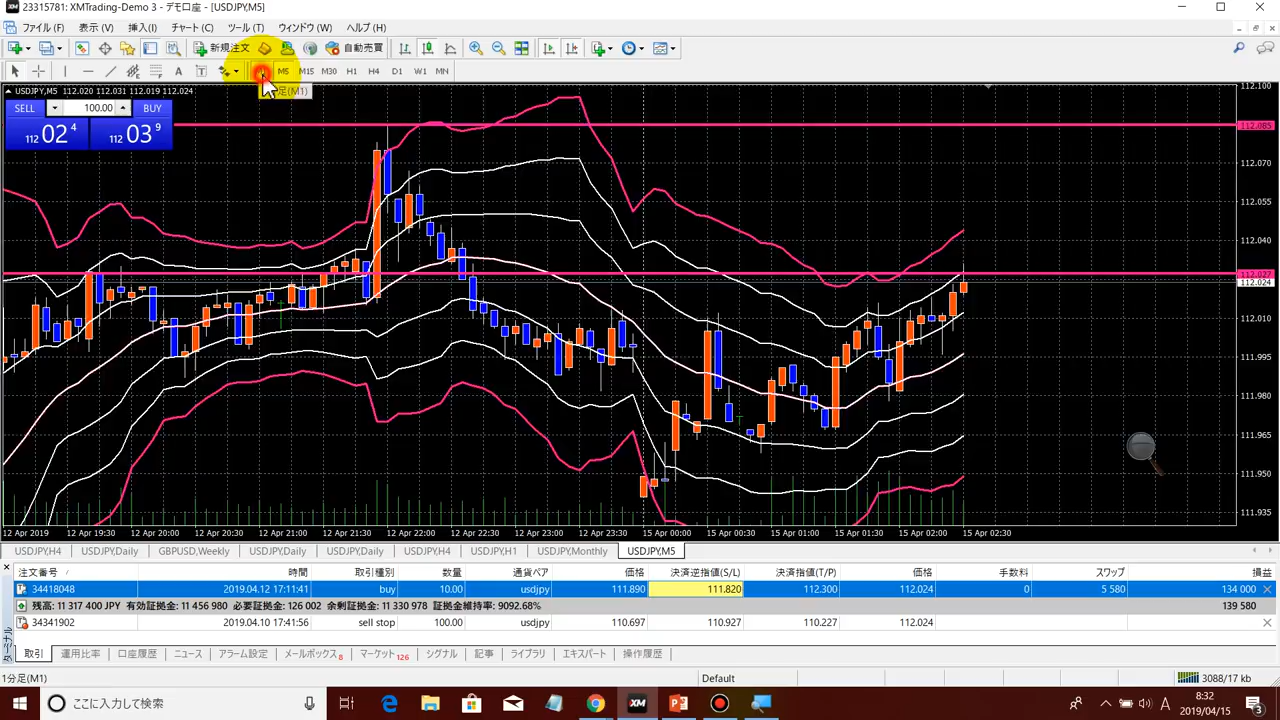 23315781: XMTrading-Demo 3 - デモ口座 - [USDJPY,M5]
ファイル (F) 表示 (V) 挿入(I) チャート (C) ツール (T) ウィンドウ (W) ヘルプ (H)
新規注文 自動売買
A T M5 M15 M30 H1 H4 D1 W1 MN
足(M1)
USDJPY,M5 112.020 112.031 112.019 112.024
SELL 100.00 BUY
112 02 4 112 03 9
112.100
112.085
112.070
112.055
112.040
112.027
112.024
112.010
111.995
111.980
111.965
111.950
111.935
12 Apr 2019 12 Apr 19:30 12 Apr 20:00 12 Apr 20:30 12 Apr 21:00 12 Apr 21:30 12 Apr 22:00 12 Apr 22:30 12 Apr 23:00 12 Apr 23:30 15 Apr 00:00 15 Apr 00:30 15 Apr 01:00 15 Apr 01:30 15 Apr 02:00 15 Apr 02:30
USDJPY,H4 USDJPY,Daily GBPUSD,Weekly USDJPY,Daily USDJPY,Daily USDJPY,H4 USDJPY,H1 USDJPY,Monthly USDJPY,M5
注文番号 / 時間 取引種別 数量 通貨ペア 価格 決済逆指値(S/L) 決済指値(T/P) 価格 手数料 スワップ 損益
34418048 2019.04.12 17:11:41 buy 10.00 usdjpy 111.890 111.820 112.300 112.024 0 5 580 134 000
残高: 11 317 400 JPY 有効証拠金: 11 456 980 必要証拠金: 126 002 余剰証拠金: 11 330 978 証拠金維持率: 9092.68% 139 580
34341902 2019.04.10 17:41:56 sell stop 100.00 usdjpy 110.697 110.927 110.227 112.024
ターミナル
取引 運用比率 口座履歴 ニュース アラーム設定 メールボックス 8 マーケット 126 シグナル 記事 ライブラリ エキスパート 操作履歴
1分足(M1) Default 3088/17 kb
ここに入力して検索 XM A 8:32
2019/04/15 3